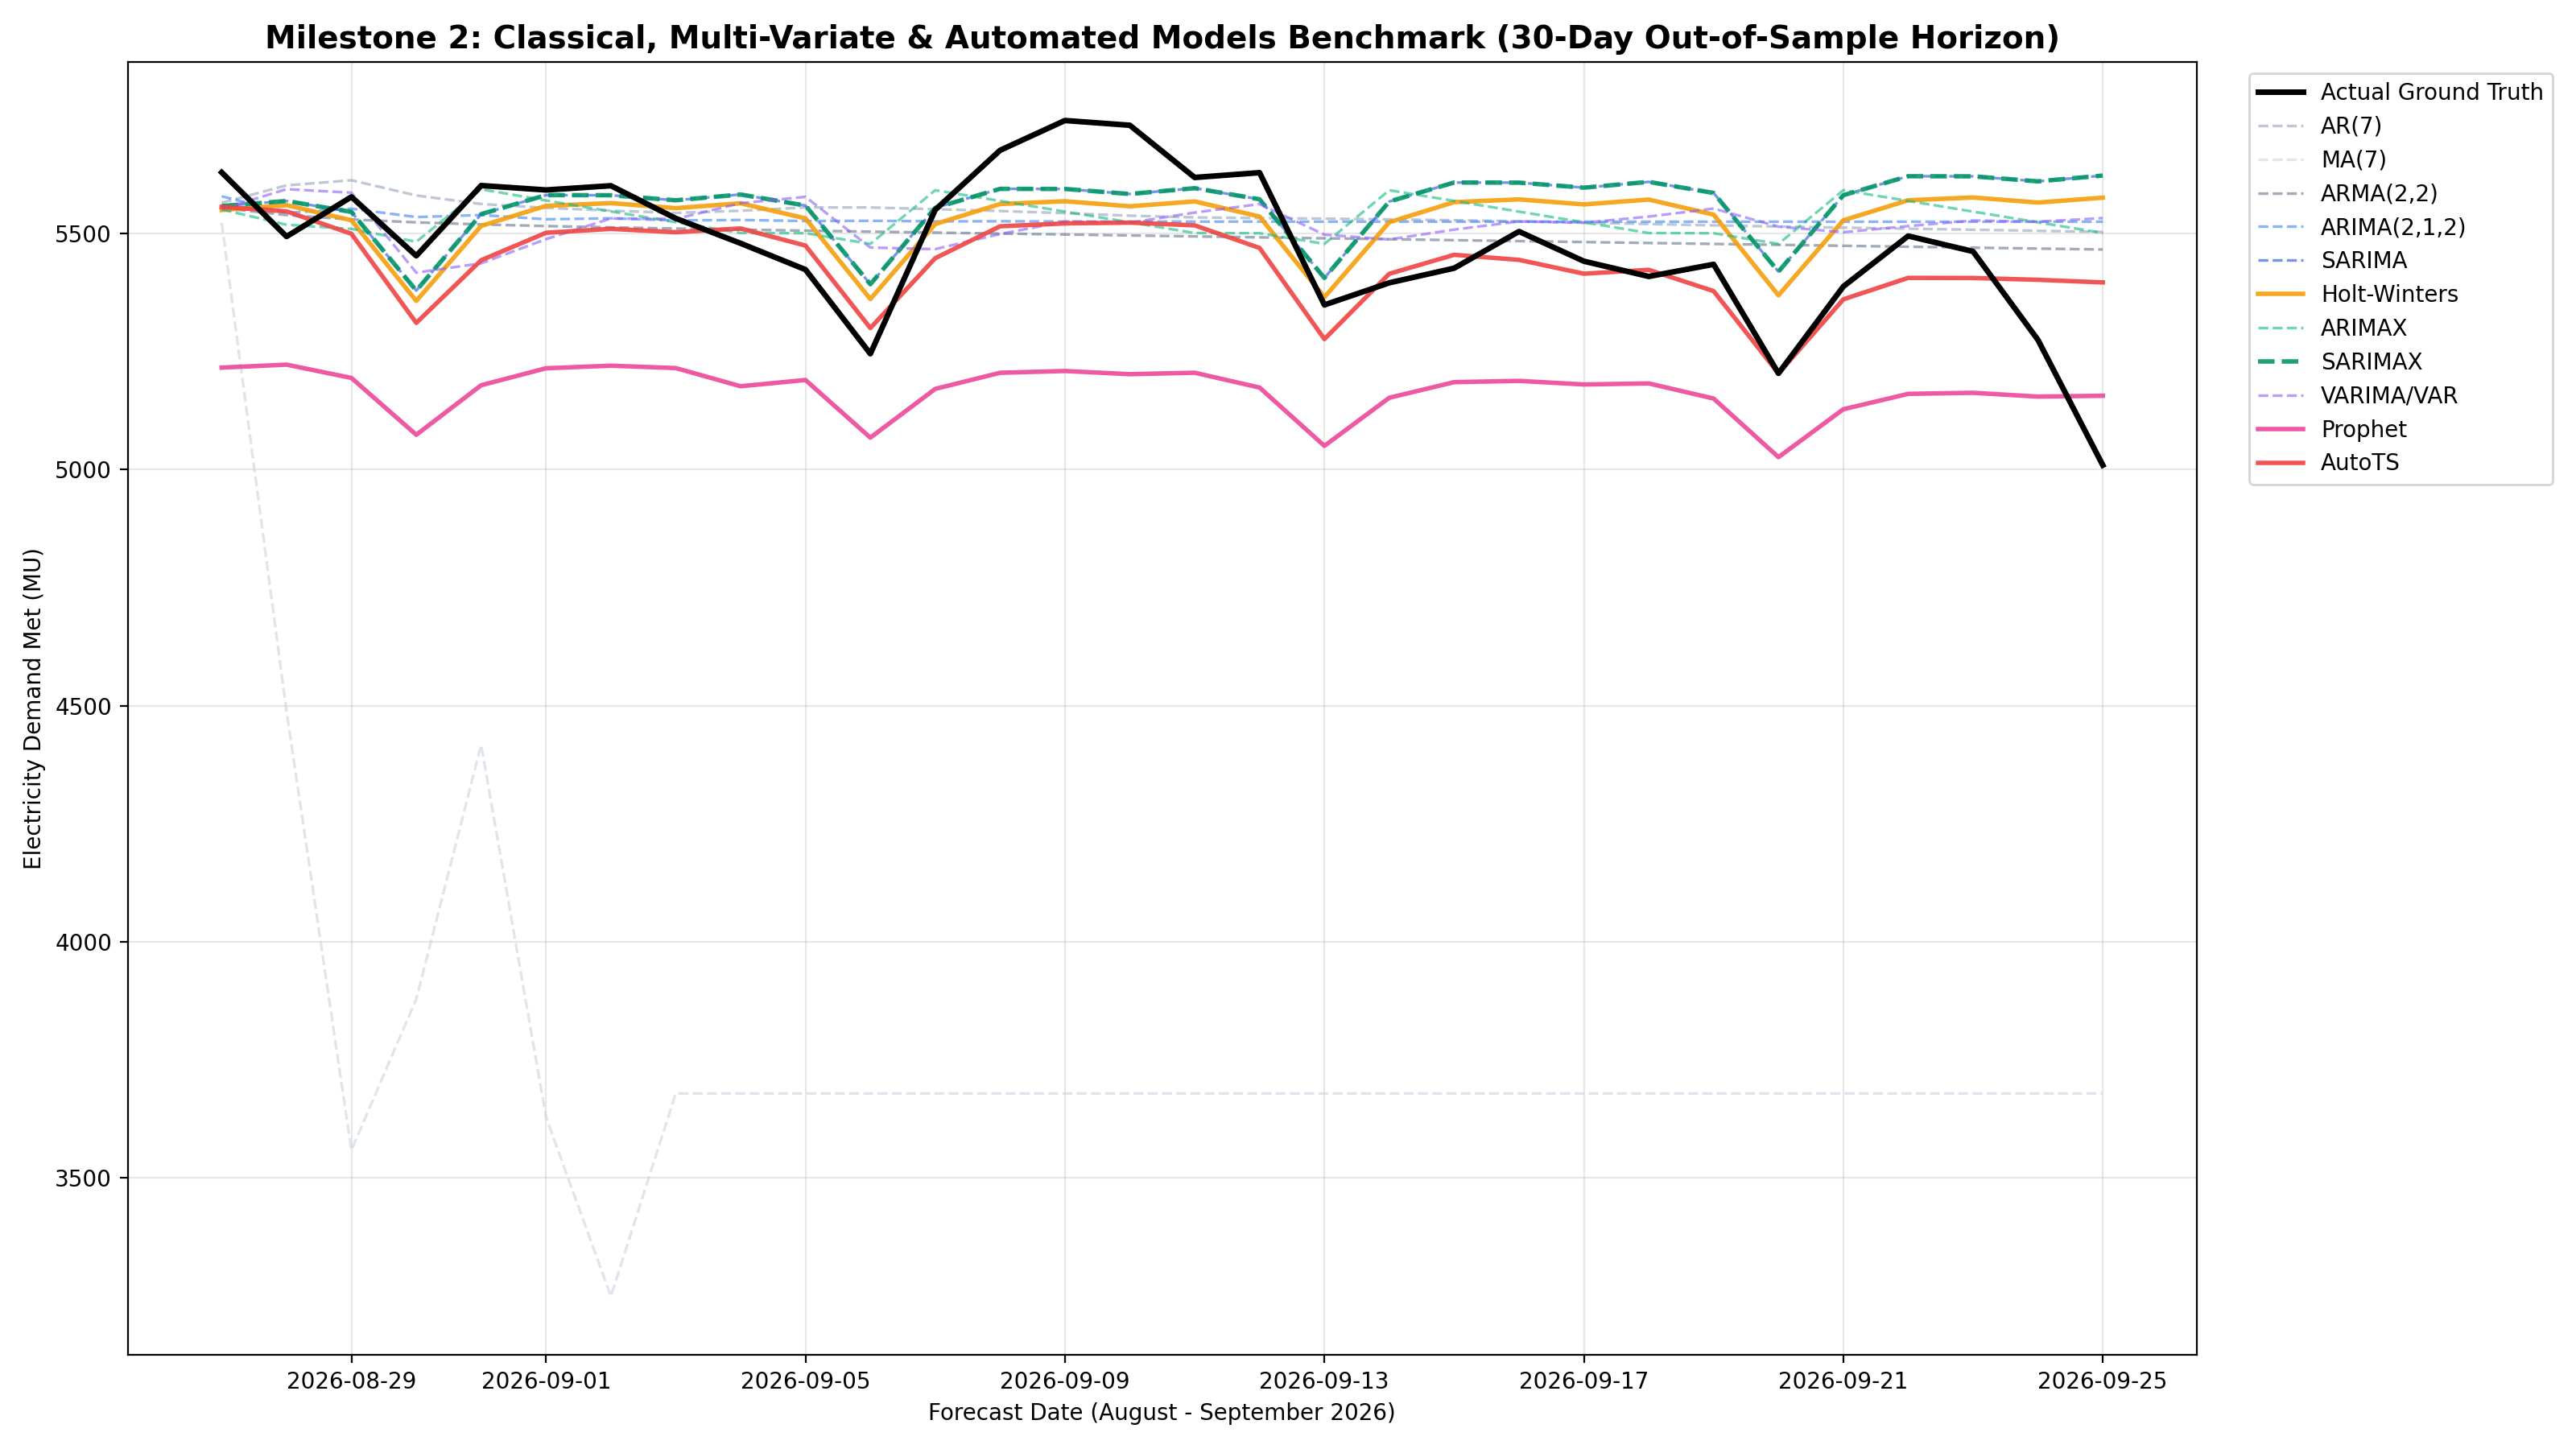 Milestone 2: Classical, Multi-Variate & Automated Models Benchmark (30-Day Out-of-Sample Horizon)
Electricity Demand Met (MU)
5500
5000
4500
4000
3500
2026-08-29
2026-09-01
2026-09-05
2026-09-09
2026-09-13
2026-09-17
2026-09-21
2026-09-25
Forecast Date (August - September 2026)
Actual Ground Truth
AR(7)
MA(7)
ARMA(2,2)
ARIMA(2,1,2)
SARIMA
Holt-Winters
ARIMAX
SARIMAX
VARIMA/VAR
Prophet
AutoTS